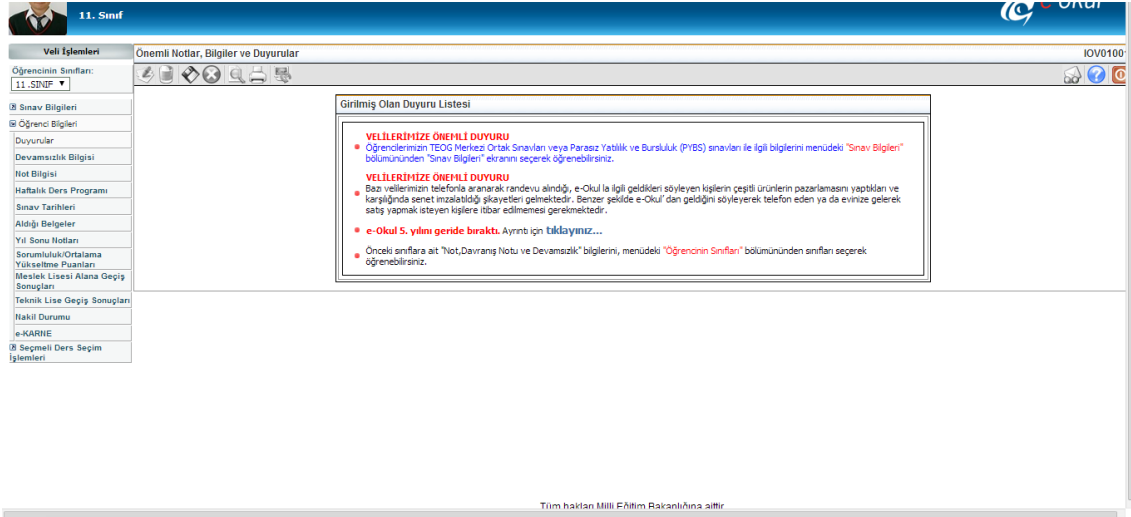 11. Sınıf
Veli İşlemleri
Önemli Notlar, Bilgiler ve Duyurular
Öğrencinin Sınıfları:
11 .SINIF
Sınav Bilgileri
Öğrenci Bilgileri
Duyurular
Devamsızlık Bilgisi
Not Bilgisi
Haftalık Ders Programı
Sınav Tarihleri
Aldığı Belgeler
Yıl Sonu Notları
Sorumluluk/Ortalama
Yükseltme Puanları
Meslek Lisesi Alana Geçiş
Sonuçları
Teknik Lise Geçiş Sonuçları
Nakil Durumu
e-KARNE
Seçmeli Ders Seçim
İşlemleri
Girilmiş Olan Duyuru Listesi
VELİLERİMİZE ÖNEMLİ DUYURU
Öğrencilerimizin TEOG Merkezi Ortak Sınavları veya Parasız Yatılılık ve Bursluluk (PYBS) sınavları ile ilgili bilgilerini menüdeki "Sınav Bilgileri"
bölümününden "Sınav Bilgileri" ekranını seçerek öğrenebilirsiniz.
VELİLERİMİZE ÖNEMLİ DUYURU
Bazı velilerimizin telefonla aranarak randevu alındığı, e-Okul la ilgili geldikleri söyleyen kişilerin çeşitli ürünlerin pazarlamasını yaptıkları ve
karşılığında senet imzalatıldığı şikayetleri gelmektedir. Benzer şekilde e-Okul' dan geldiğini söyleyerek telefon eden ya da evinize gelerek
satış yapmak isteyen kişilere itibar edilmemesi gerekmektedir.
e-Okul 5. yılını geride bıraktı. Ayrıntı için tıklayınız...
Önceki sınıflara ait "Not,Davranış Notu ve Devamsızlık" bilgilerini, menüdeki "Öğrencinin Sınıfları" bölümününden sınıfları seçerek
öğrenebilirsiniz.
Tüm hakları Milli Eğitim Bakanlığına aittir